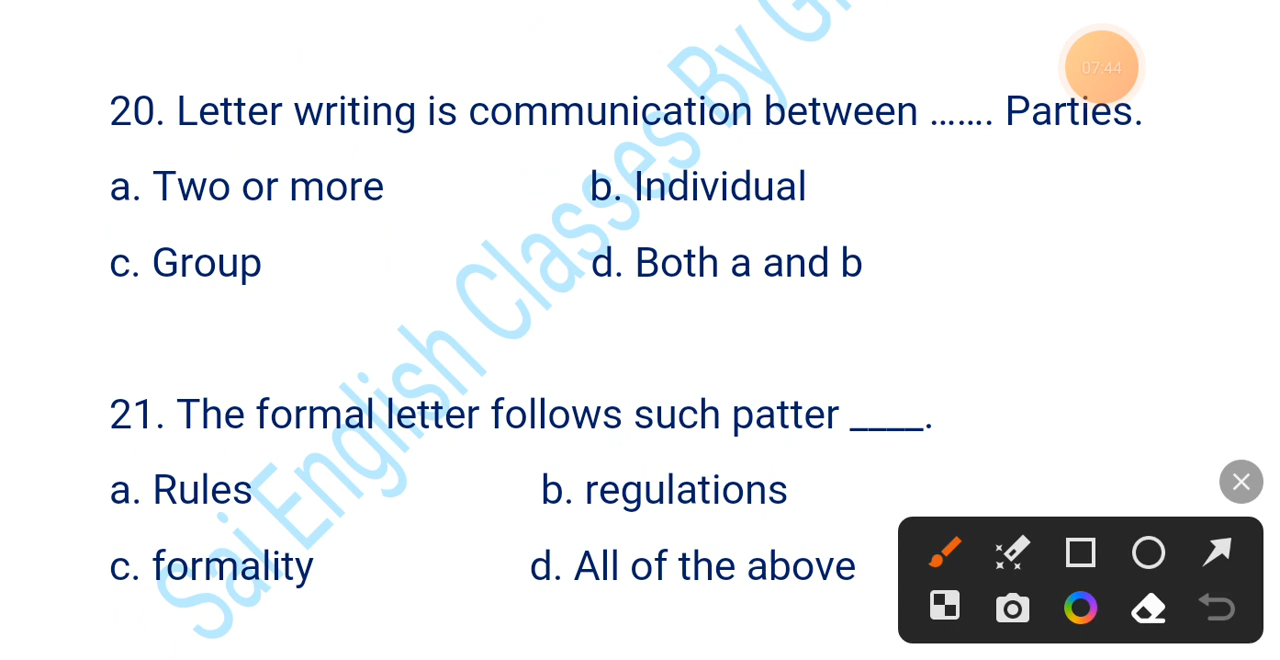 07:44
20. Letter writing is communication between ....... Parties.
a. Two or more b. Individual
c. Group d. Both a and b
21. The formal letter follows such patter ____.
a. Rules b. regulations
c. formality d. All of the above
Sai English Classes By